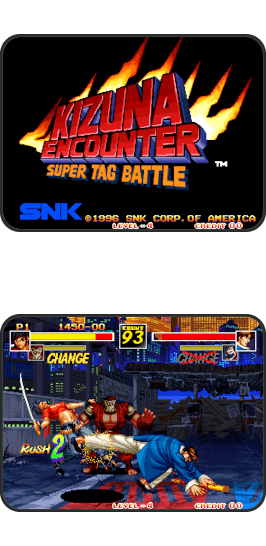 KIZUNA
ENCOUNTER
SUPER TAG BATTLE
TM
SNK
©1996 SNK CORP. OF AMERICA
LEVEL-4 CREDIT 00
P1 1450-00
COUNT
93
CHANGE CHANGE
RUSH 2
LEVEL-4 CREDIT 00